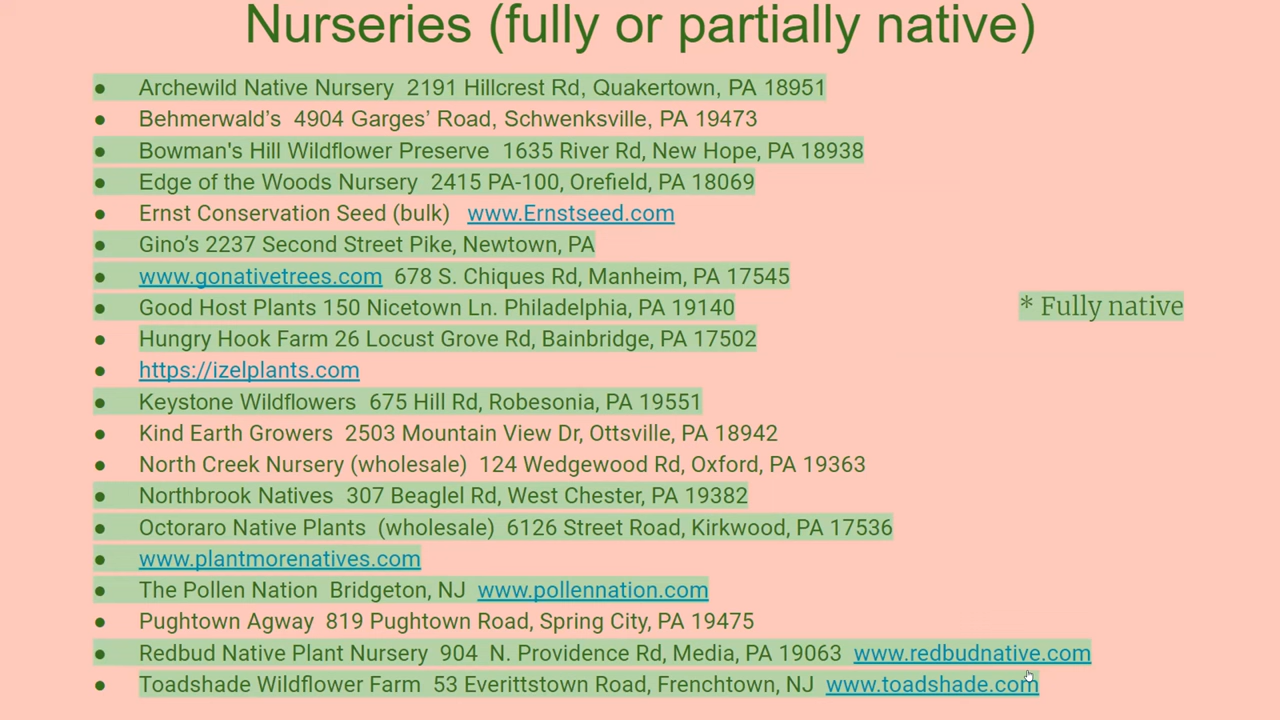 Nurseries (fully or partially native)
● Archewild Native Nursery 2191 Hillcrest Rd, Quakertown, PA 18951
● Behmerwald’s 4904 Garges’ Road, Schwenksville, PA 19473
● Bowman's Hill Wildflower Preserve 1635 River Rd, New Hope, PA 18938
● Edge of the Woods Nursery 2415 PA-100, Orefield, PA 18069
● Ernst Conservation Seed (bulk) www.Ernstseed.com
● Gino’s 2237 Second Street Pike, Newtown, PA
● www.gonativetrees.com 678 S. Chiques Rd, Manheim, PA 17545
● Good Host Plants 150 Nicetown Ln. Philadelphia, PA 19140
* Fully native
● Hungry Hook Farm 26 Locust Grove Rd, Bainbridge, PA 17502
● https://izelplants.com
● Keystone Wildflowers 675 Hill Rd, Robesonia, PA 19551
● Kind Earth Growers 2503 Mountain View Dr, Ottsville, PA 18942
● North Creek Nursery (wholesale) 124 Wedgewood Rd, Oxford, PA 19363
● Northbrook Natives 307 Beaglel Rd, West Chester, PA 19382
● Octoraro Native Plants (wholesale) 6126 Street Road, Kirkwood, PA 17536
● www.plantmorenatives.com
● The Pollen Nation Bridgeton, NJ www.pollennation.com
● Pughtown Agway 819 Pughtown Road, Spring City, PA 19475
● Redbud Native Plant Nursery 904 N. Providence Rd, Media, PA 19063 www.redbudnative.com
● Toadshade Wildflower Farm 53 Everittstown Road, Frenchtown, NJ www.toadshade.com